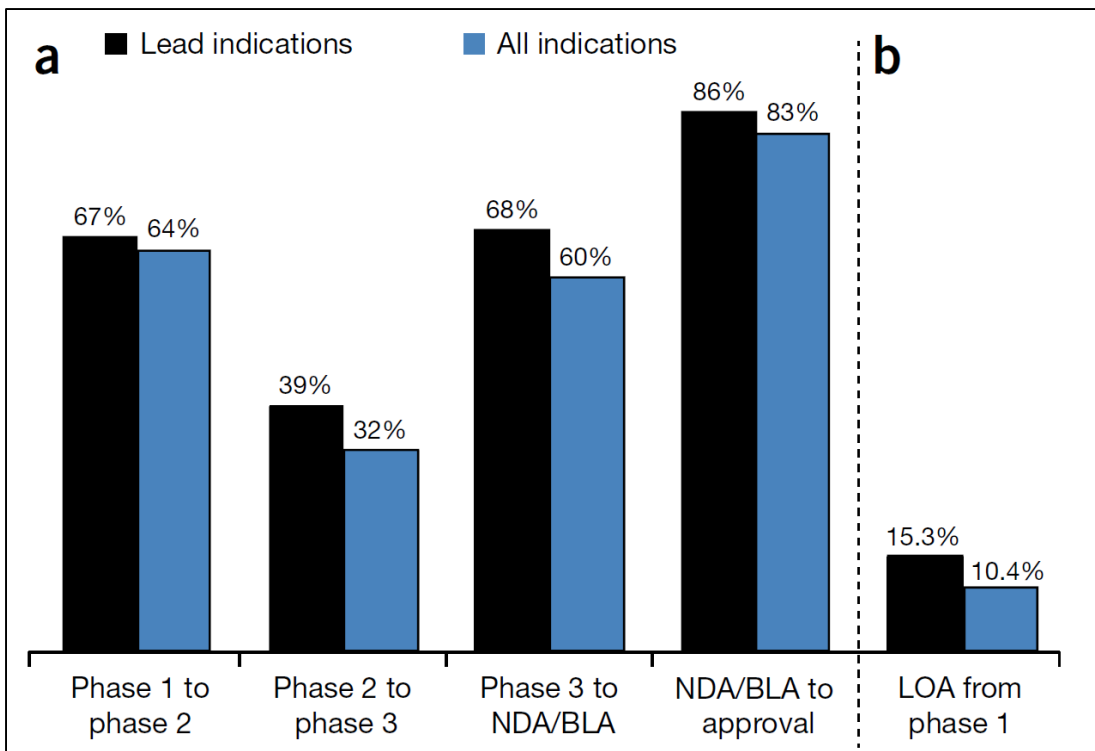 a
Lead indications
All indications
b
67%
64%
39%
32%
68%
60%
86%
83%
15.3%
10.4%
Phase 1 to
phase 2
Phase 2 to
phase 3
Phase 3 to
NDA/BLA
NDA/BLA to
approval
LOA from
phase 1